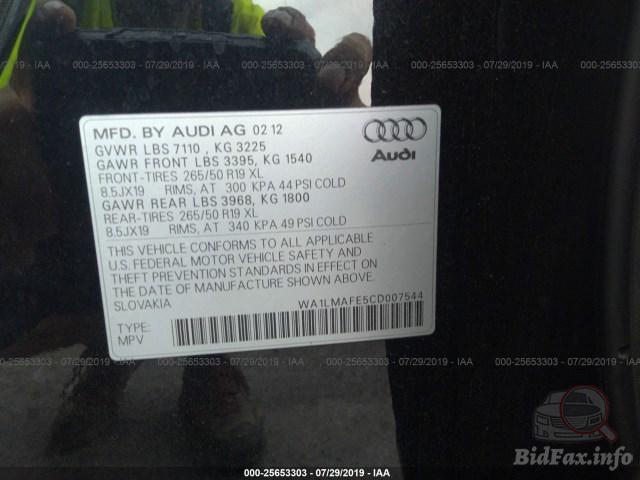 000-25653303 - 07/29/2019 - IAA 000-25653303 - 07/29/2019 - IAA 000-25653303 - 07/29/2019 - IAA
MFD. BY AUDI AG 02 12
GVWR LBS 7110 , KG 3225
GAWR FRONT LBS 3395, KG 1540
FRONT-TIRES 265/50 R19 XL
8.5JX19 RIMS, AT 300 KPA 44 PSI COLD
GAWR REAR LBS 3968, KG 1800
REAR-TIRES 265/50 R19 XL
8.5JX19 RIMS, AT 340 KPA 49 PSI COLD
Audi
THIS VEHICLE CONFORMS TO ALL APPLICABLE
U.S. FEDERAL MOTOR VEHICLE SAFETY AND
THEFT PREVENTION STANDARDS IN EFFECT ON
THE DATE OF MANUFACTURE SHOWN ABOVE.
SLOVAKIA WA1LMAFE5CD007544
TYPE:
MPV
000-25653303 - 07/29/2019 - IAA 000-25653303 - 07/29/2019 - IAA 000-25653303 - 07/29/2019 - IAA
BidFax.info
000-25653303 - 07/29/2019 - IAA